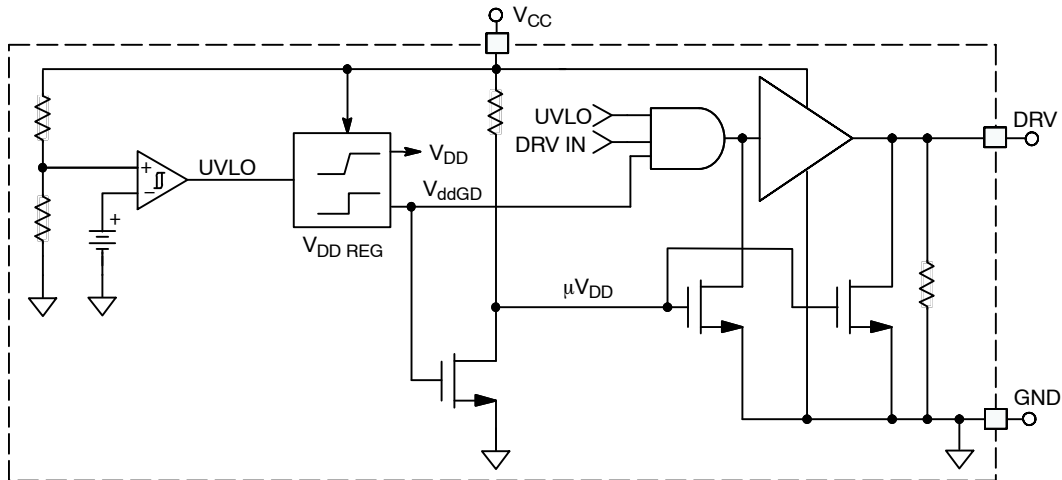 VCC
UVLO
DRV IN
DRV
+
−
UVLO
VDD
VddGD
+
VDD REG
μVDD
GND